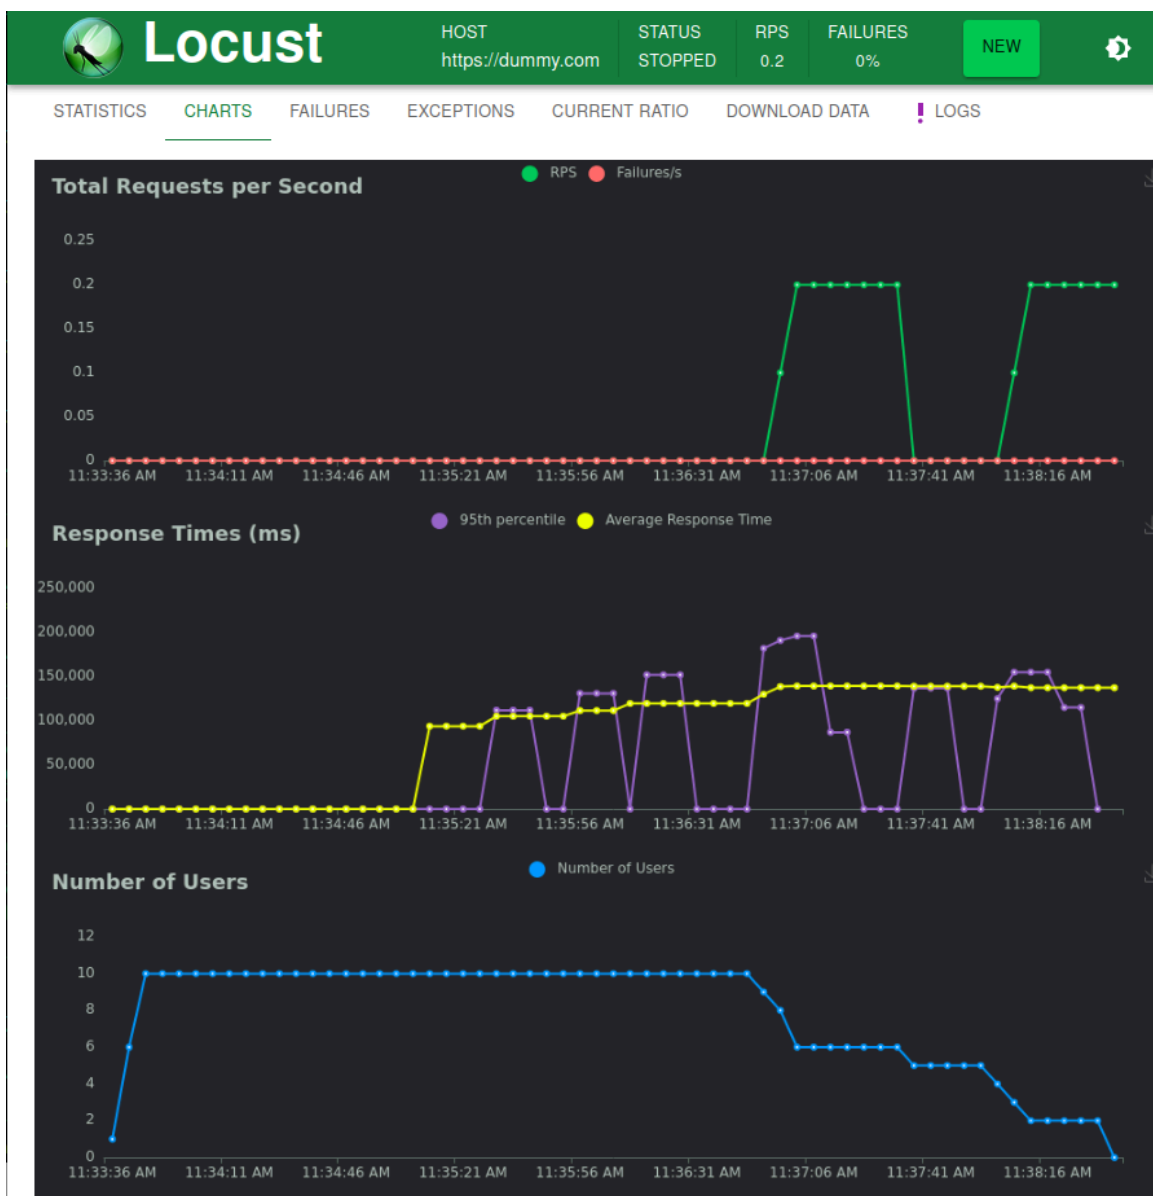 Locust
HOST
https://dummy.com
STATUS
STOPPED
RPS
0.2
FAILURES
0%
NEW
STATISTICS CHARTS FAILURES EXCEPTIONS CURRENT RATIO DOWNLOAD DATA LOGS
Total Requests per Second
RPS Failures/s
0.25
0.2
0.15
0.1
0.05
0
11:33:36 AM 11:34:11 AM 11:34:46 AM 11:35:21 AM 11:35:56 AM 11:36:31 AM 11:37:06 AM 11:37:41 AM 11:38:16 AM
Response Times (ms)
95th percentile Average Response Time
250,000
200,000
150,000
100,000
50,000
0
11:33:36 AM 11:34:11 AM 11:34:46 AM 11:35:21 AM 11:35:56 AM 11:36:31 AM 11:37:06 AM 11:37:41 AM 11:38:16 AM
Number of Users
Number of Users
12
10
8
6
4
2
0
11:33:36 AM 11:34:11 AM 11:34:46 AM 11:35:21 AM 11:35:56 AM 11:36:31 AM 11:37:06 AM 11:37:41 AM 11:38:16 AM